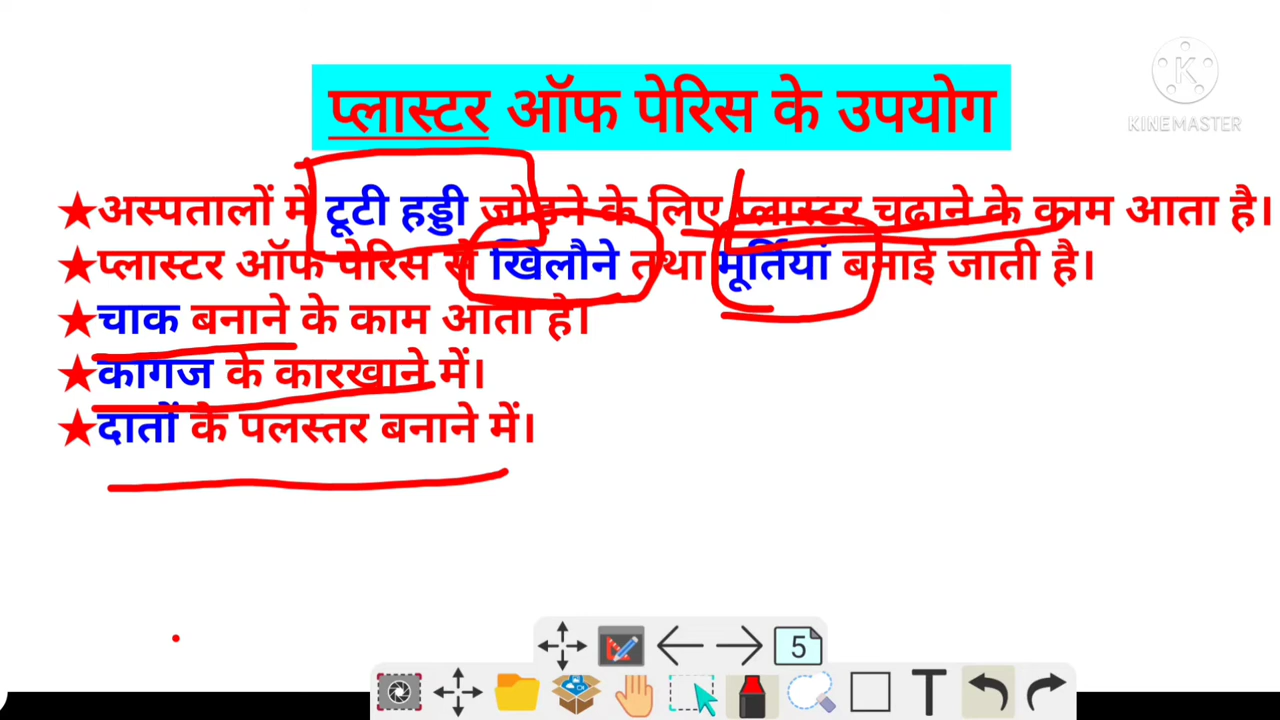 प्लास्टर ऑफ पेरिस के उपयोग
KINEMASTER
★अस्पतालों में टूटी हड्डी जोड़ने के लिए प्लास्टर चढाने के काम आता है।
★प्लास्टर ऑफ पेरिस से खिलौने तथा मूर्तियां बनाई जाती है।
★चाक बनाने के काम आता है।
★कागज के कारखाने में।
★दातों के पलस्तर बनाने में।
5